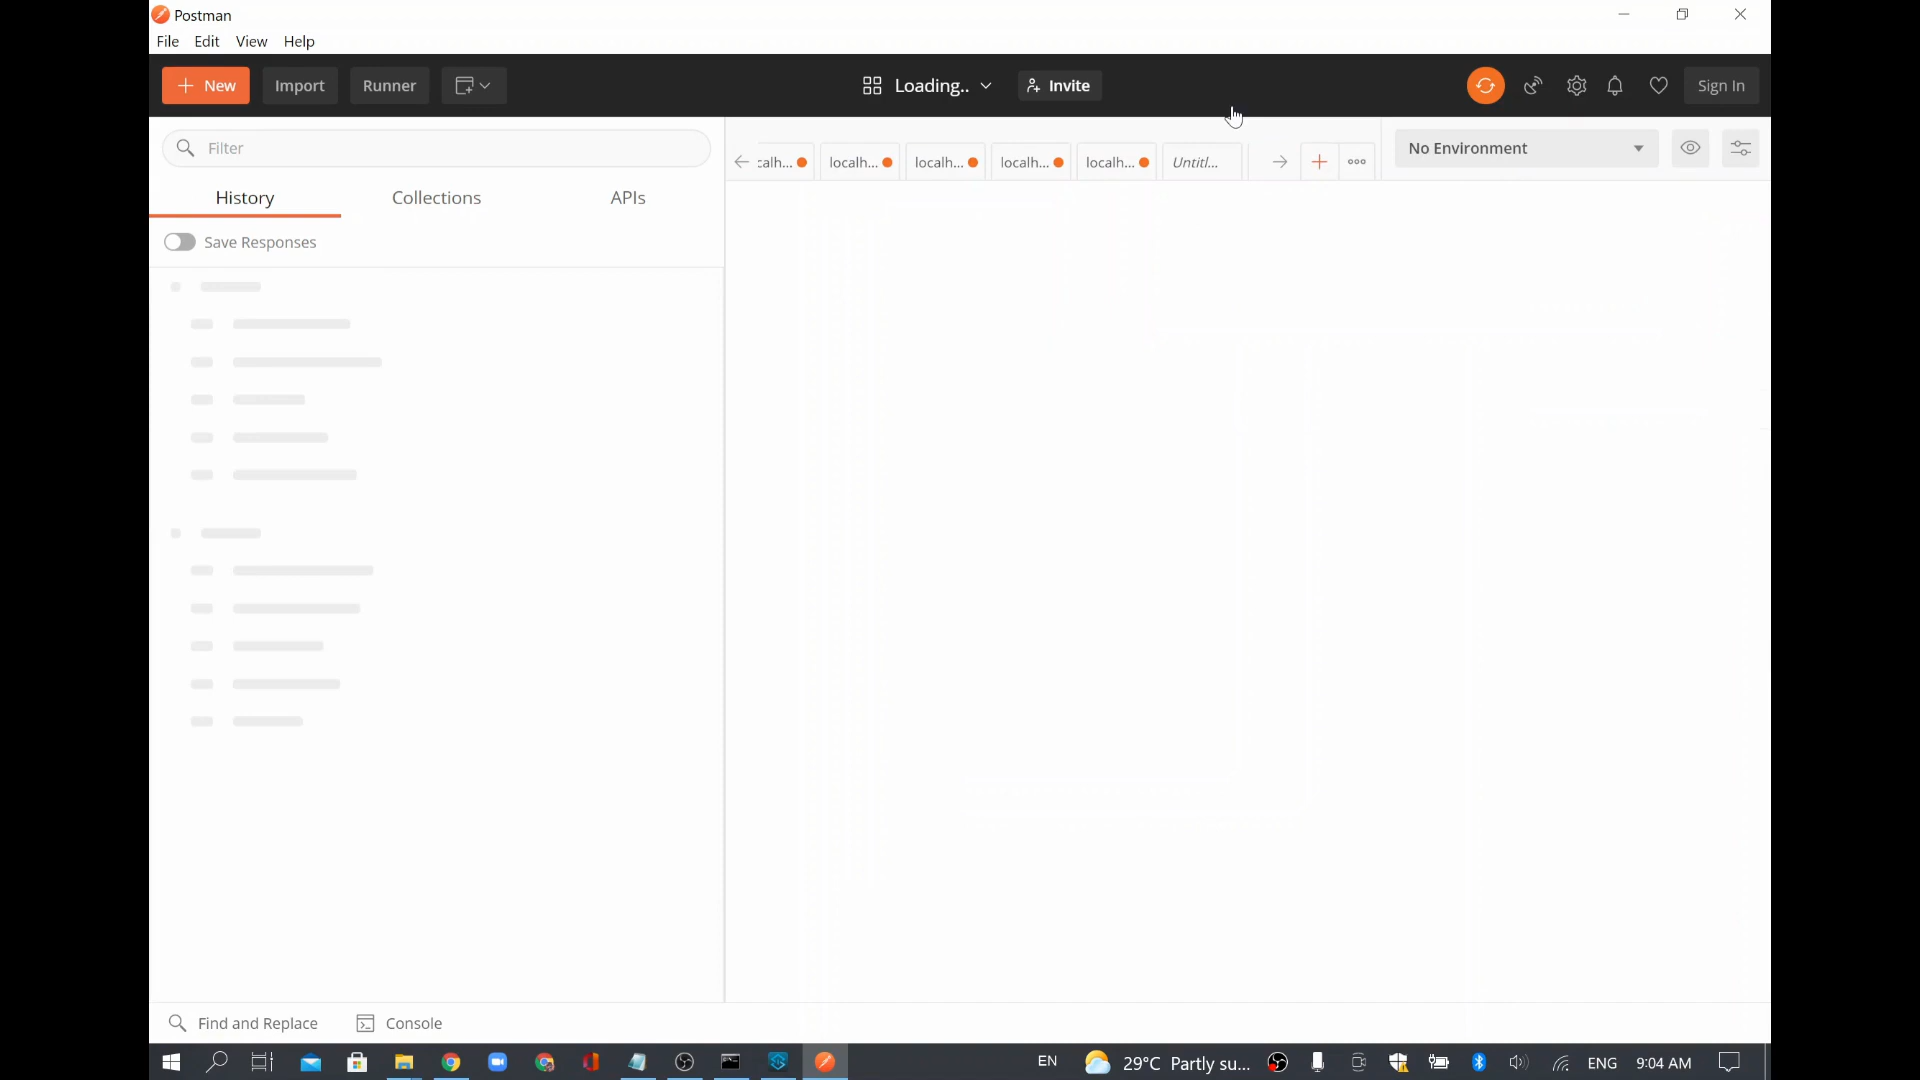 Postman
File Edit View Help
New Import Runner Loading.. Invite Sign In
Filter
calh... localh... localh... localh... localh... Untitl... No Environment
History Collections APIs
Save Responses
Find and Replace Console
EN 29°C Partly su... ENG 9:04 AM